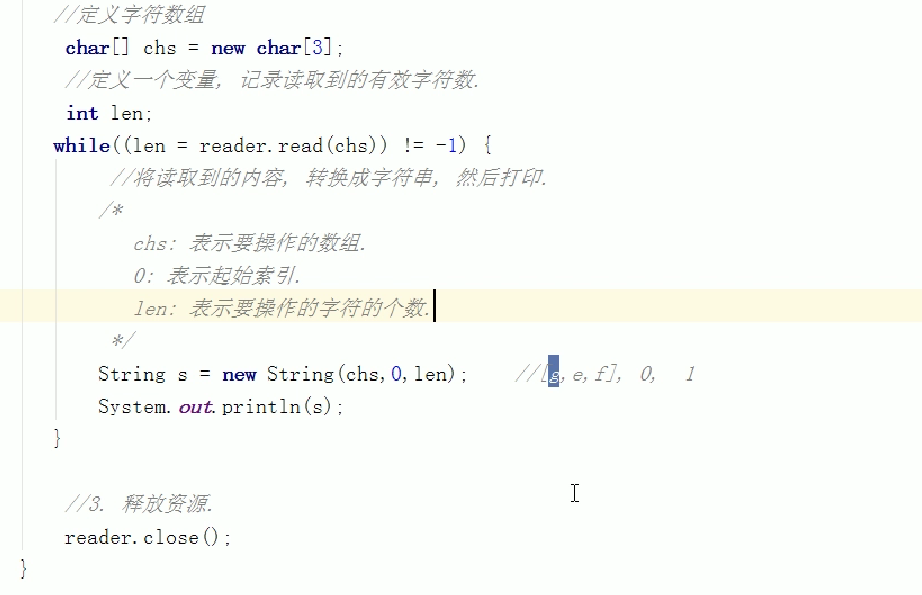 //定义字符数组
char[] chs = new char[3];
//定义一个变量, 记录读取到的有效字符数.
int len;
while((len = reader.read(chs)) != -1) {
//将读取到的内容, 转换成字符串, 然后打印.
/*
chs: 表示要操作的数组.
0: 表示起始索引.
len: 表示要操作的字符的个数.
*/
String s = new String(chs,0,len); //[g,e,f], 0, 1
System.out.println(s);
}
//3. 释放资源.
reader.close();
}